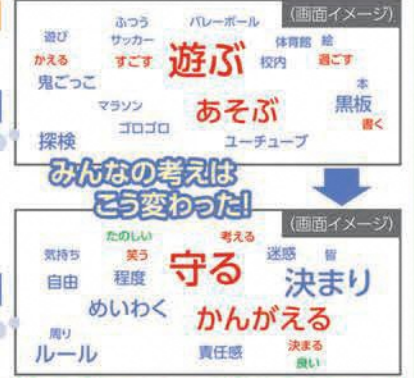 (画面イメージ)
ふつう バレーボール
遊び サッカー 遊ぶ 体育館 絵
かえる すごす 校内 過ごす
鬼ごっこ 本
マラソン あそぶ 黒板
ゴロゴロ 書く
探検 ユーチューブ
みんなの考えは
こう変わった!
(画面イメージ)
たのしい 考える
気持ち 笑う 守る 迷惑 皆
自由 程度 決まり
めいわく かんがえる
周り
ルール 責任感 決まる
良い